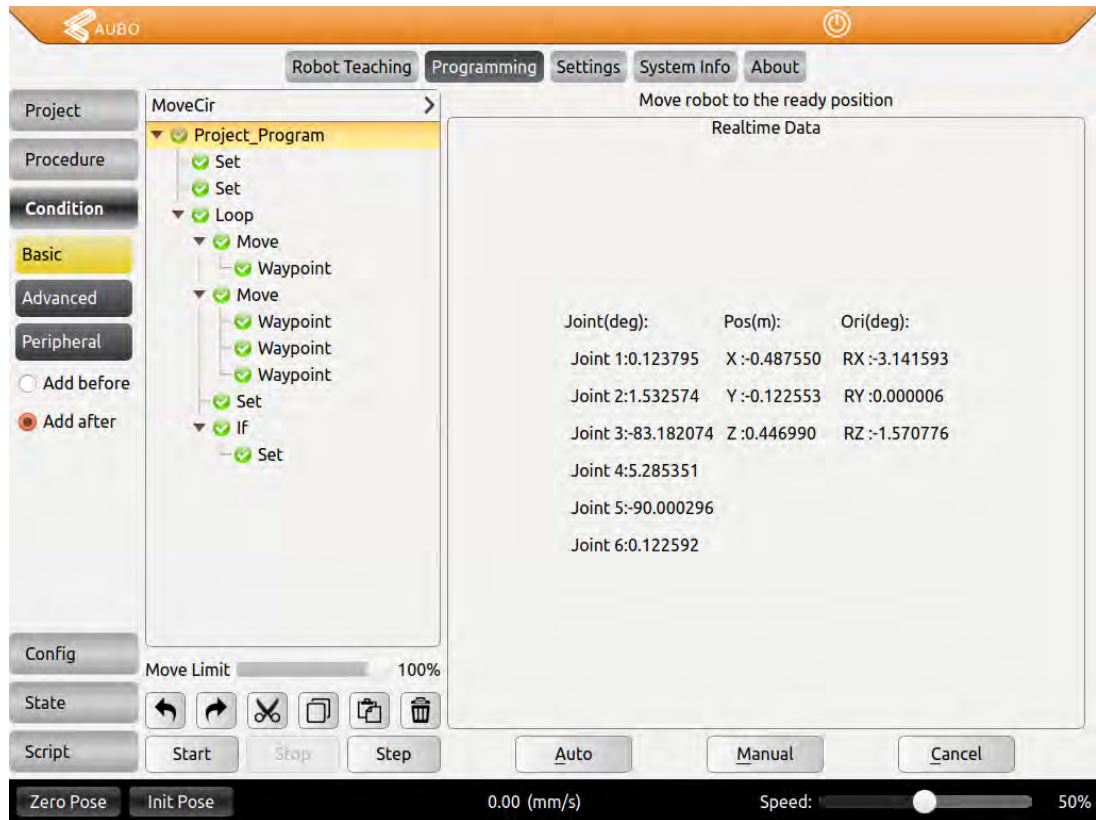 AUBO
Robot Teaching Programming Settings System Info About
Project
Procedure
Condition
Basic
Advanced
Peripheral
Add before
Add after
Config
State
Script
MoveCir
Project_Program
Set
Set
Loop
Move
Waypoint
Move
Waypoint
Waypoint
Waypoint
Set
If
Set
Move Limit 100%
Start Stop Step
Move robot to the ready position
Realtime Data
Joint(deg): Pos(m): Ori(deg):
Joint 1:0.123795 X :-0.487550 RX :-3.141593
Joint 2:1.532574 Y :-0.122553 RY :0.000006
Joint 3:-83.182074 Z :0.446990 RZ :-1.570776
Joint 4:5.285351
Joint 5:-90.000296
Joint 6:0.122592
Auto Manual Cancel
Zero Pose Init Pose 0.00 (mm/s) Speed: 50%